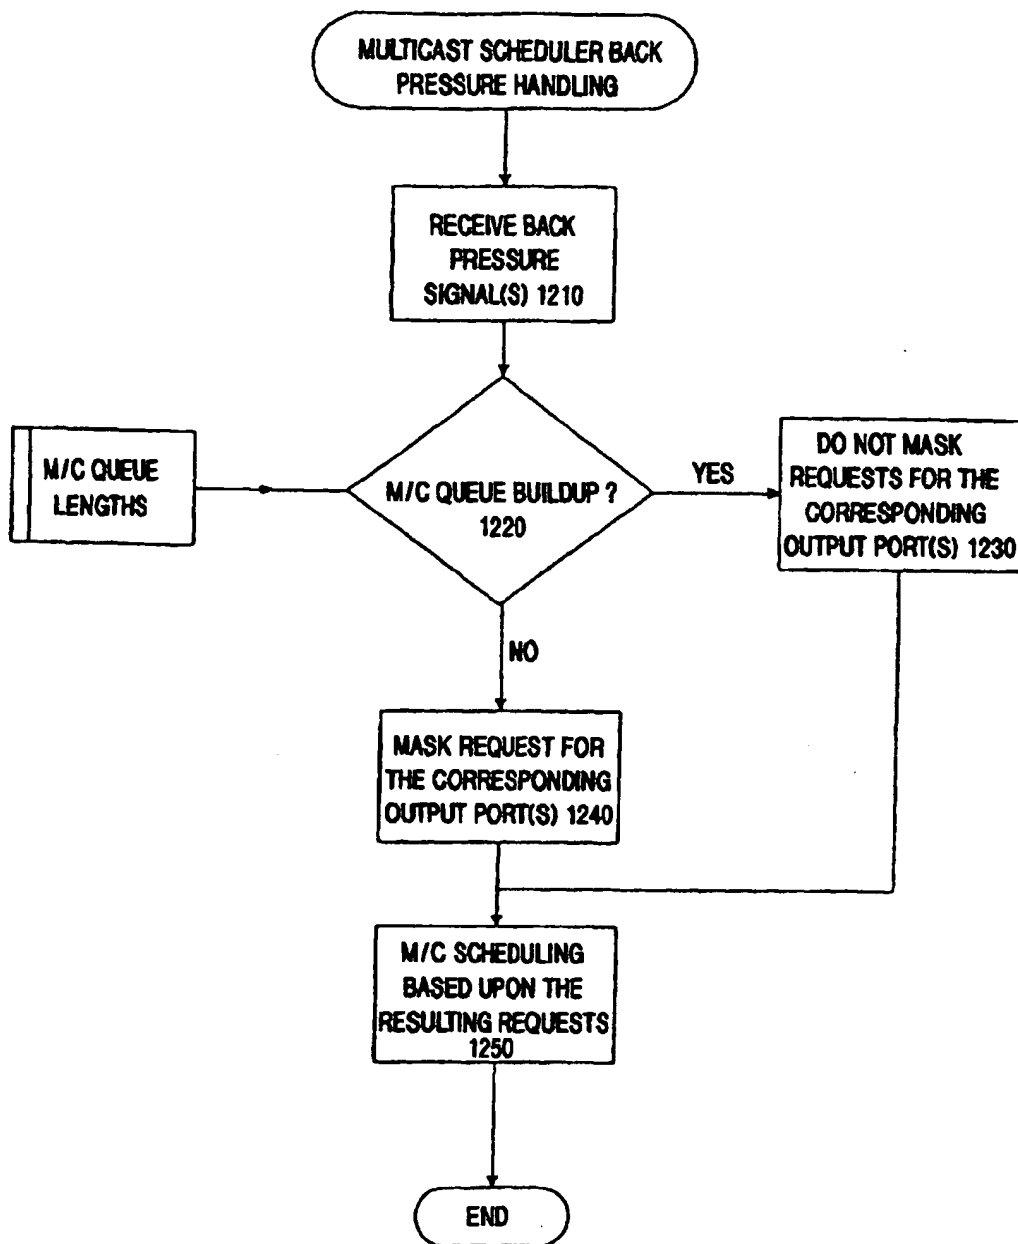 MULTICAST SCHEDULER BACK
PRESSURE HANDLING
RECEIVE BACK
PRESSURE
SIGNAL(S) 1210
M/C QUEUE
LENGTHS
M/C QUEUE BUILDUP ?
1220
YES
DO NOT MASK
REQUESTS FOR THE
CORRESPONDING
OUTPUT PORT(S) 1230
NO
MASK REQUEST FOR
THE CORRESPONDING
OUTPUT PORT(S) 1240
M/C SCHEDULING
BASED UPON THE
RESULTING REQUESTS
1250
END